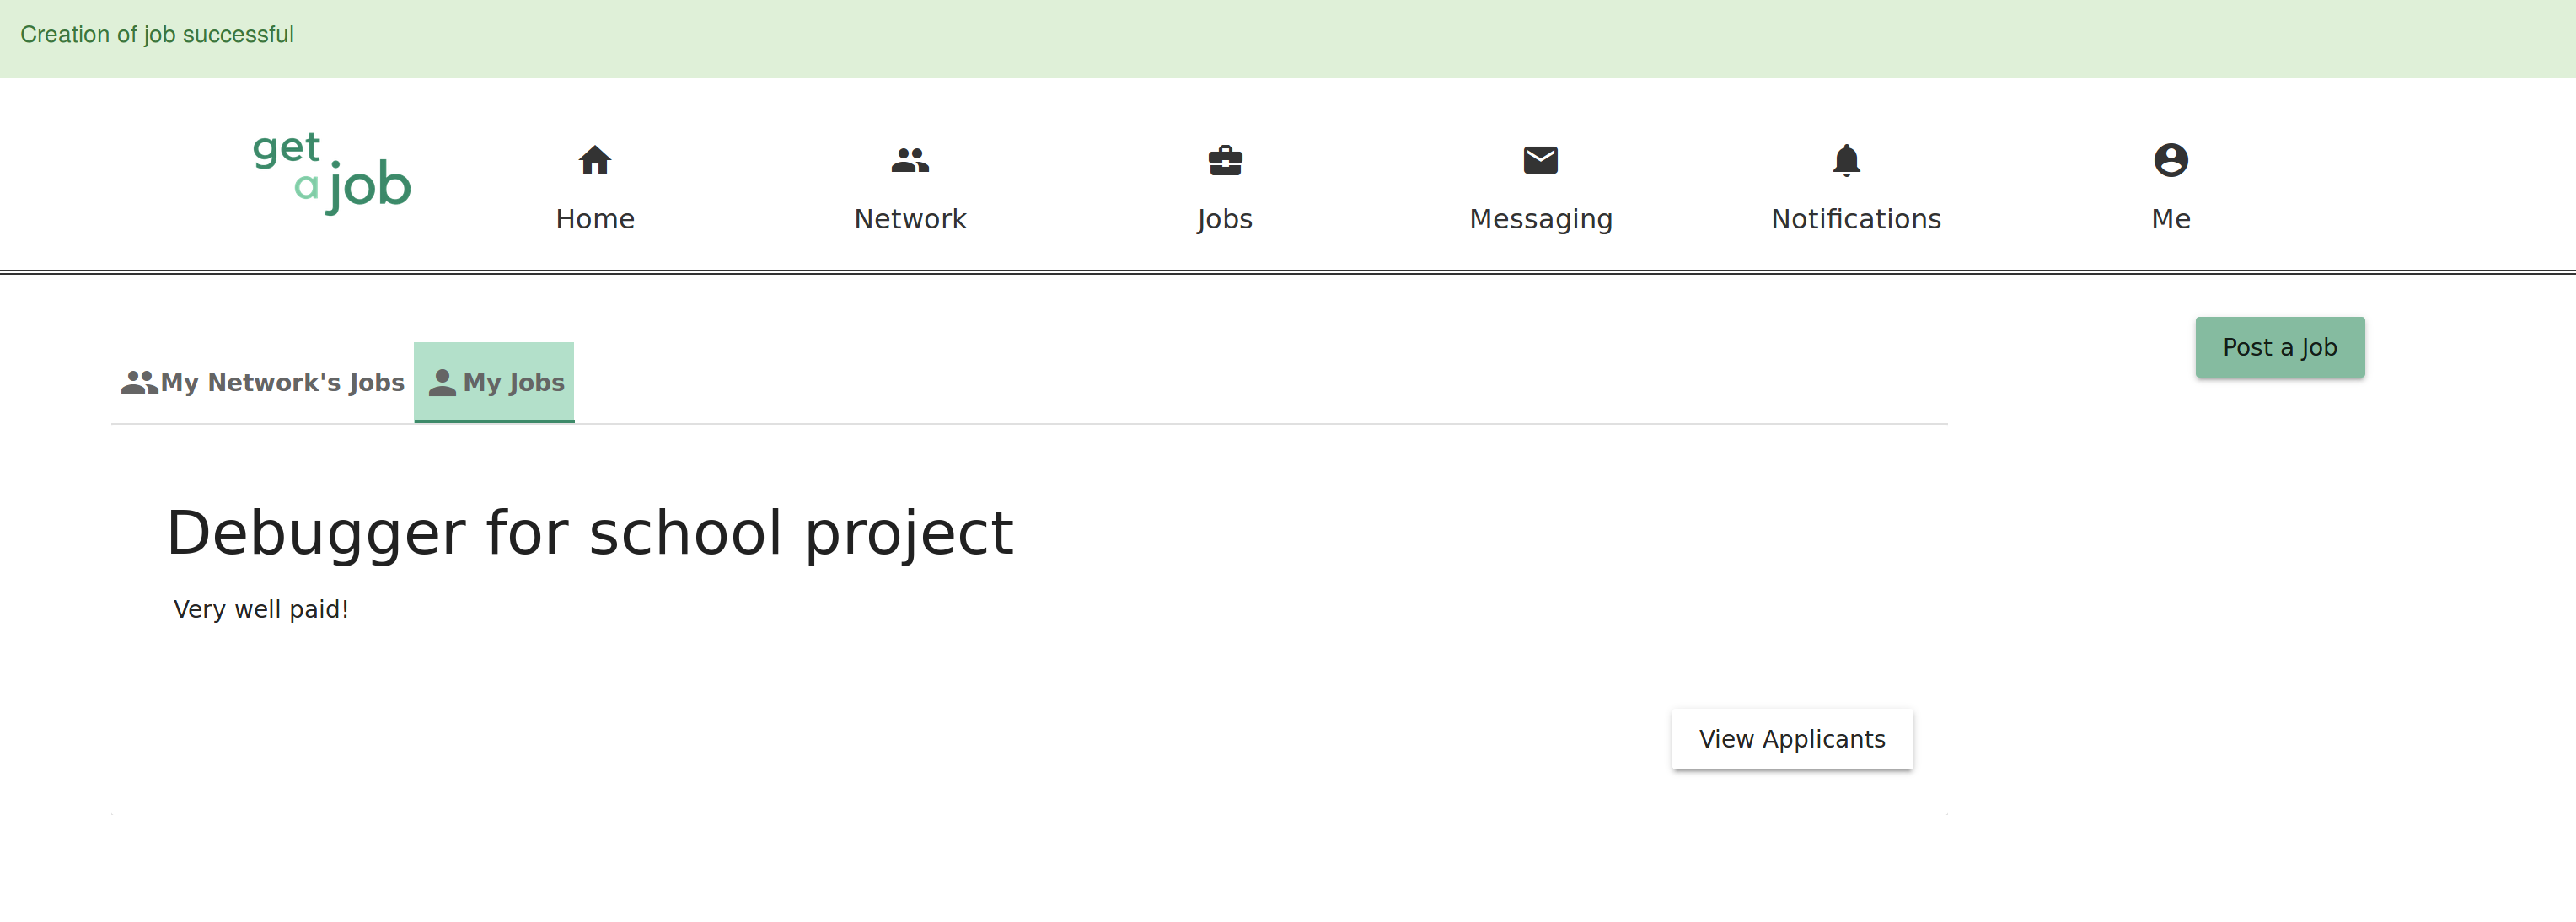 Creation of job successful
get
a job
Home
Network
Jobs
Messaging
Notifications
Me
My Network's Jobs
My Jobs
Post a Job
Debugger for school project
Very well paid!
View Applicants